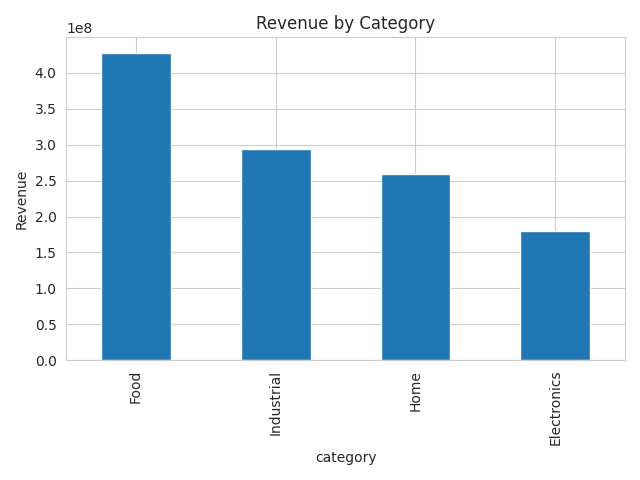 Revenue by Category
1e8
4.0
3.5
3.0
2.5
2.0
1.5
1.0
0.5
0.0
Revenue
Food
Industrial
Home
Electronics
category